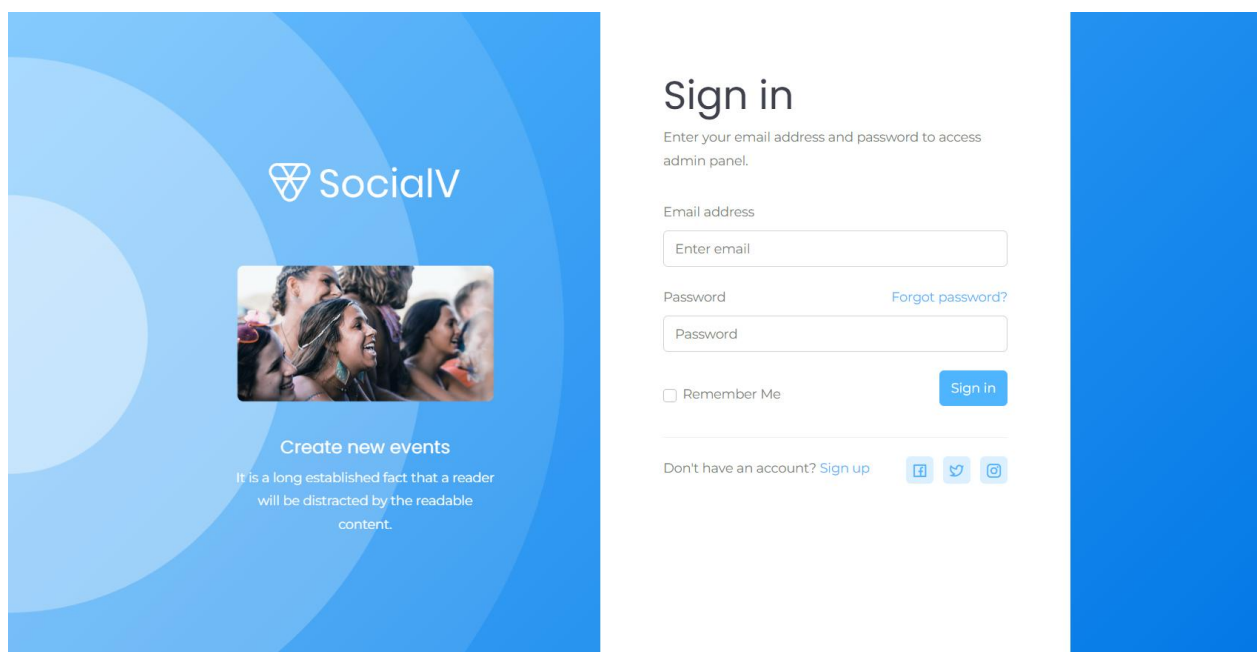 SocialV
Create new events
It is a long established fact that a reader
will be distracted by the readable
content.
Sign in
Enter your email address and password to access
admin panel.
Email address
Enter email
Password
Forgot password?
Password
Remember Me
Sign in
Don't have an account? Sign up